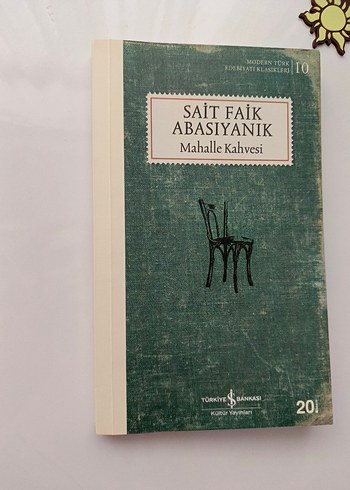 MODERN TÜRK
EDEBİYATI KLASİKLERİ 10
SAİT FAİK
ABASIYANIK
Mahalle Kahvesi
TÜRKİYE İŞ BANKASI
Kültür Yayınları
20